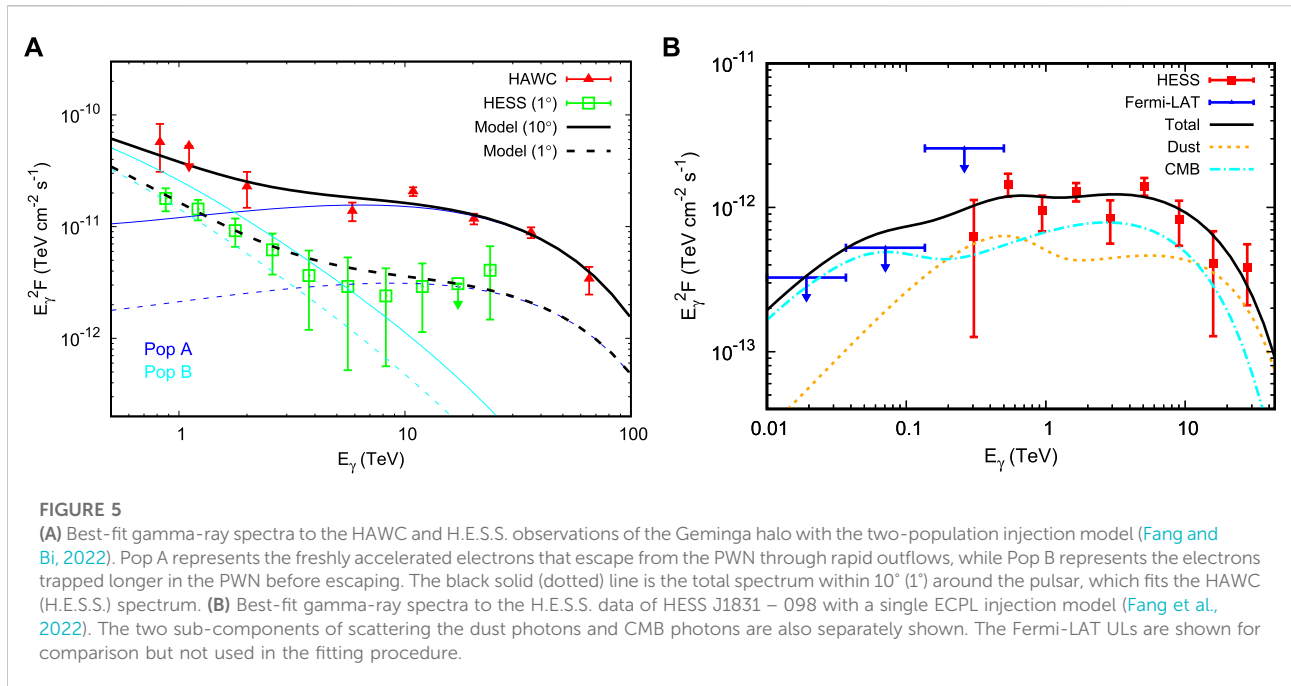 A
HAWC
HESS (1°)
Model (10°)
Model (1°)
10⁻¹⁰
10⁻¹¹
10⁻¹²
Eγ²F (TeV cm⁻² s⁻¹)
Pop A
Pop B
1
10
100
Eγ (TeV)
B
HESS
Fermi-LAT
Total
Dust
CMB
10⁻¹¹
10⁻¹²
10⁻¹³
Eγ²F (TeV cm⁻² s⁻¹)
0.01
0.1
1
10
Eγ (TeV)
FIGURE 5
(A) Best-fit gamma-ray spectra to the HAWC and H.E.S.S. observations of the Geminga halo with the two-population injection model (Fang and
Bi, 2022). Pop A represents the freshly accelerated electrons that escape from the PWN through rapid outflows, while Pop B represents the electrons
trapped longer in the PWN before escaping. The black solid (dotted) line is the total spectrum within 10° (1°) around the pulsar, which fits the HAWC
(H.E.S.S.) spectrum. (B) Best-fit gamma-ray spectra to the H.E.S.S. data of HESS J1831 − 098 with a single ECPL injection model (Fang et al.,
2022). The two sub-components of scattering the dust photons and CMB photons are also separately shown. The Fermi-LAT ULs are shown for
comparison but not used in the fitting procedure.